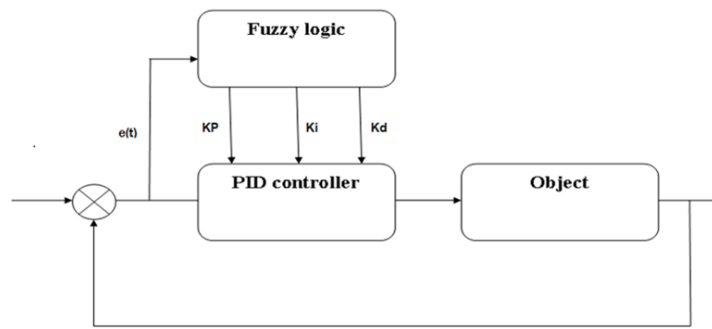 Fuzzy logic
e(t)
KP
Ki
Kd
PID controller
Object